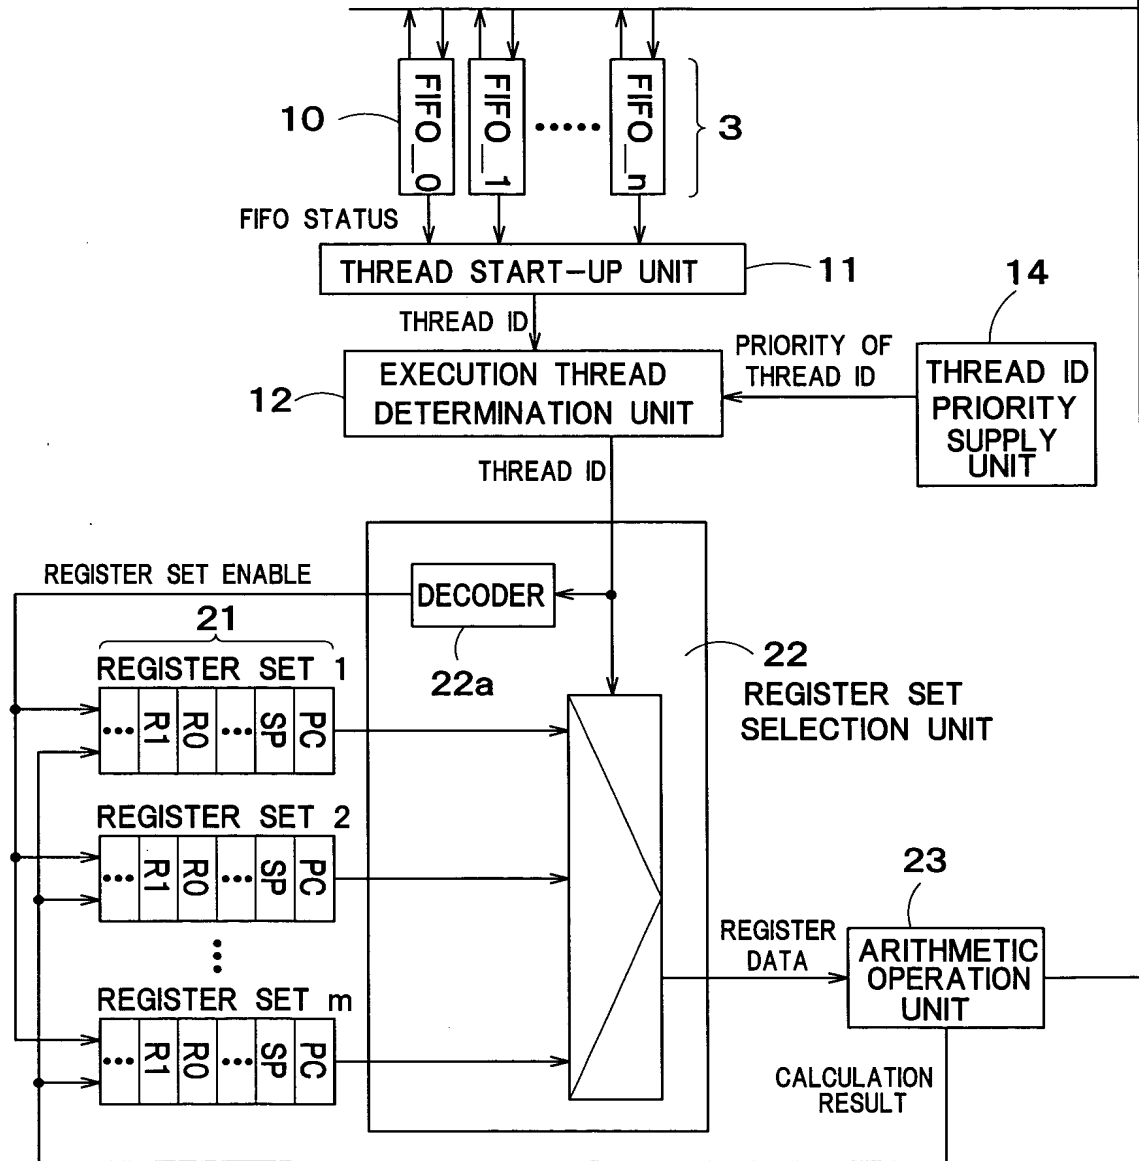 FIFO_0
FIFO_1
.....
FIFO_n
10
3
FIFO STATUS
THREAD START-UP UNIT
11
THREAD ID
14
PRIORITY OF
THREAD ID
EXECUTION THREAD
DETERMINATION UNIT
12
THREAD ID
PRIORITY
SUPPLY
UNIT
THREAD ID
REGISTER SET ENABLE
DECODER
22a
21
22
REGISTER SET
SELECTION UNIT
REGISTER SET 1
... R1 R0 ... SP PC
REGISTER SET 2
... R1 R0 ... SP PC
...
REGISTER SET m
... R1 R0 ... SP PC
23
REGISTER
DATA
ARITHMETIC
OPERATION
UNIT
CALCULATION
RESULT